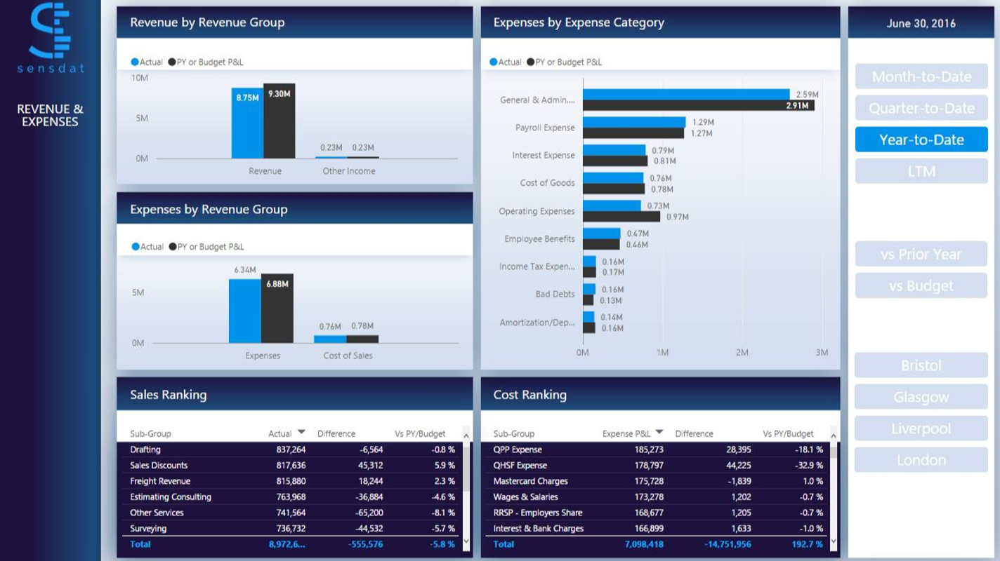 sensdat
REVENUE &
EXPENSES
Revenue by Revenue Group
Actual PY or Budget P&L
10M
5M
0M
8.75M 9.30M
0.23M 0.23M
Revenue Other Income
Expenses by Revenue Group
Actual PY or Budget P&L
5M
0M
6.34M 6.88M
0.76M 0.78M
Expenses Cost of Sales
Expenses by Expense Category
Actual PY or Budget P&L
General & Admin.... 2.59M
2.91M
Payroll Expense 1.29M
1.27M
Interest Expense 0.79M
0.81M
Cost of Goods 0.76M
0.78M
Operating Expenses 0.73M
0.97M
Employee Benefits 0.47M
0.46M
Income Tax Expen... 0.16M
0.17M
Bad Debts 0.16M
0.13M
Amortization/Dep... 0.14M
0.16M
0M 1M 2M 3M
Sales Ranking
Sub-Group Actual Difference Vs PY/Budget
Drafting 837,264 -6,564 -0.8 %
Sales Discounts 817,636 45,312 5.9 %
Freight Revenue 815,880 18,244 2.3 %
Estimating Consulting 763,968 -36,884 -4.6 %
Other Services 741,564 -65,200 -8.1 %
Surveying 736,732 -44,532 -5.7 %
Total 8,972,6... -555,576 -5.8 %
Cost Ranking
Sub-Group Expense P&L Difference Vs PY/Budget
QPP Expense 185,273 28,395 -18.1 %
QHSF Expense 178,797 44,225 -32.9 %
Mastercard Charges 175,728 -1,839 1.0 %
Wages & Salaries 173,278 1,202 -0.7 %
RRSP - Employers Share 168,677 1,205 -0.7 %
Interest & Bank Charges 166,899 1,633 -1.0 %
Total 7,098,418 -14,751,956 192.7 %
June 30, 2016
Month-to-Date
Quarter-to-Date
Year-to-Date
LTM
vs Prior Year
vs Budget
Bristol
Glasgow
Liverpool
London